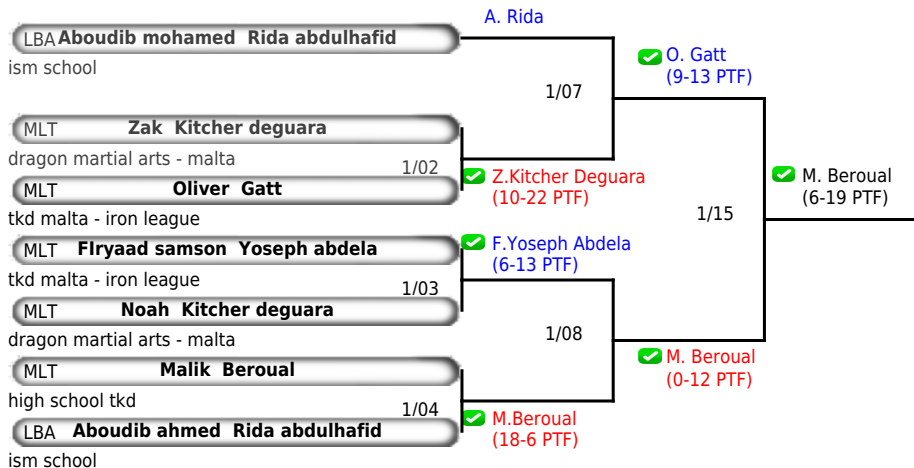 A. Rida
LBA Aboudib mohamed Rida abdulhafid
ism school
O. Gatt
(9-13 PTF)
1/07
MLT Zak Kitcher deguara
dragon martial arts - malta
1/02
Z.Kitcher Deguara
(10-22 PTF)
MLT Oliver Gatt
tkd malta - iron league
M. Beroual
(6-19 PTF)
1/15
MLT FIryaad samson Yoseph abdela
tkd malta - iron league
F.Yoseph Abdela
(6-13 PTF)
1/03
MLT Noah Kitcher deguara
dragon martial arts - malta
1/08
MLT Malik Beroual
high school tkd
M. Beroual
(0-12 PTF)
1/04
M.Beroual
(18-6 PTF)
LBA Aboudib ahmed Rida abdulhafid
ism school